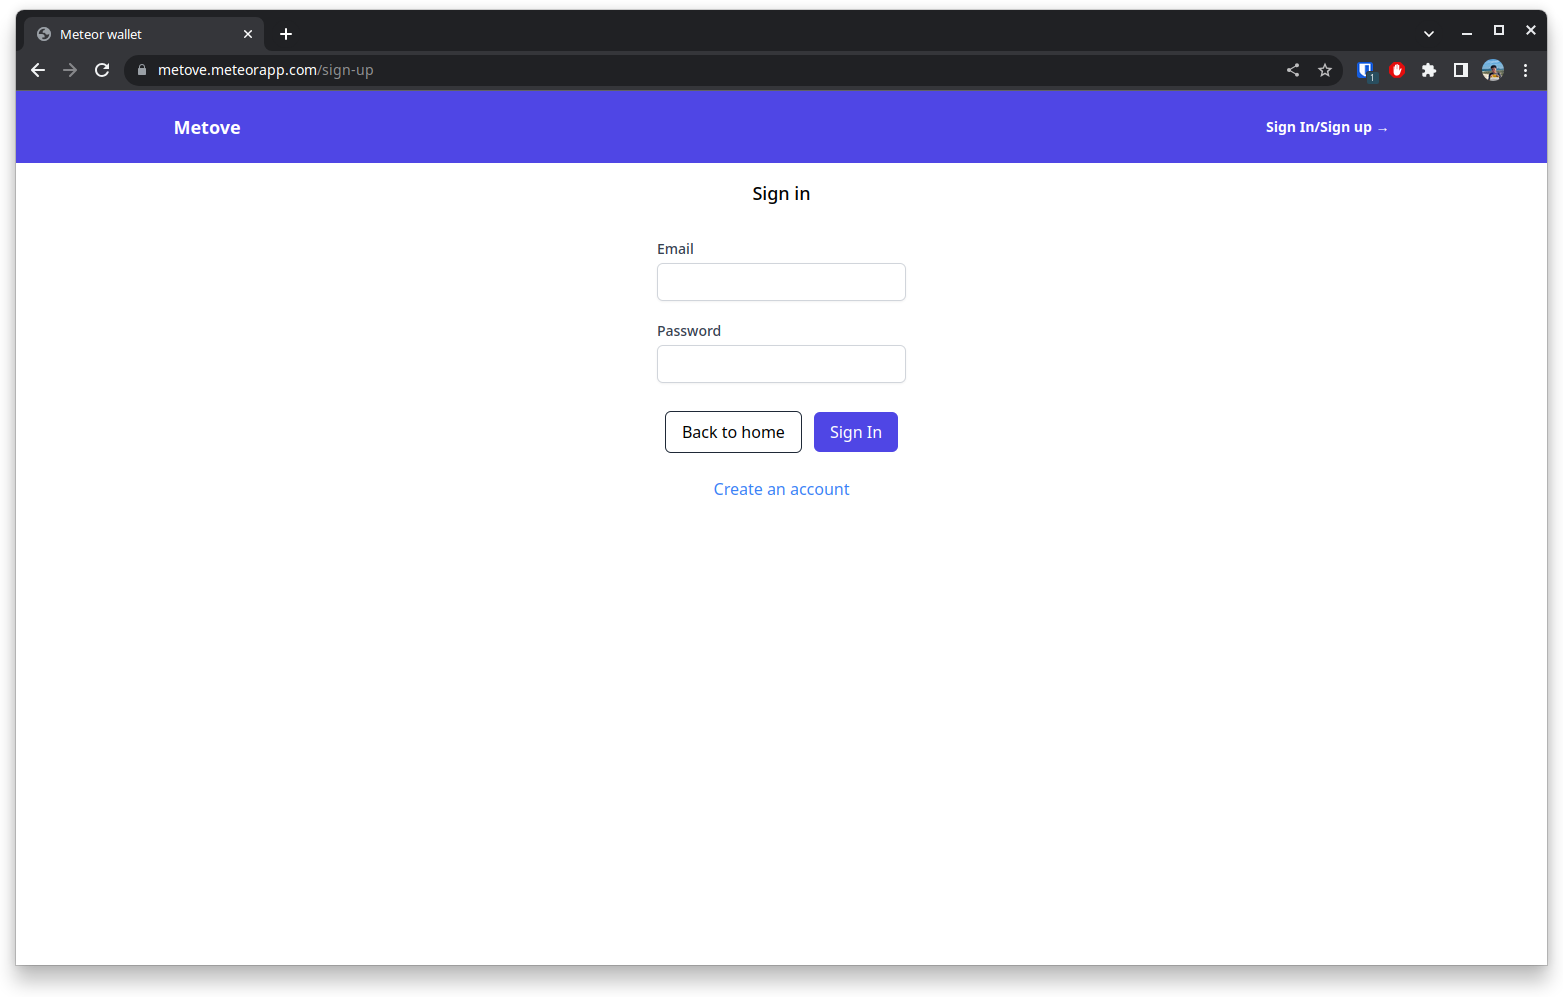 Meteor wallet
metove.meteorapp.com/sign-up
1
Metove
Sign In/Sign up →
Sign in
Email
Password
Back to home
Sign In
Create an account